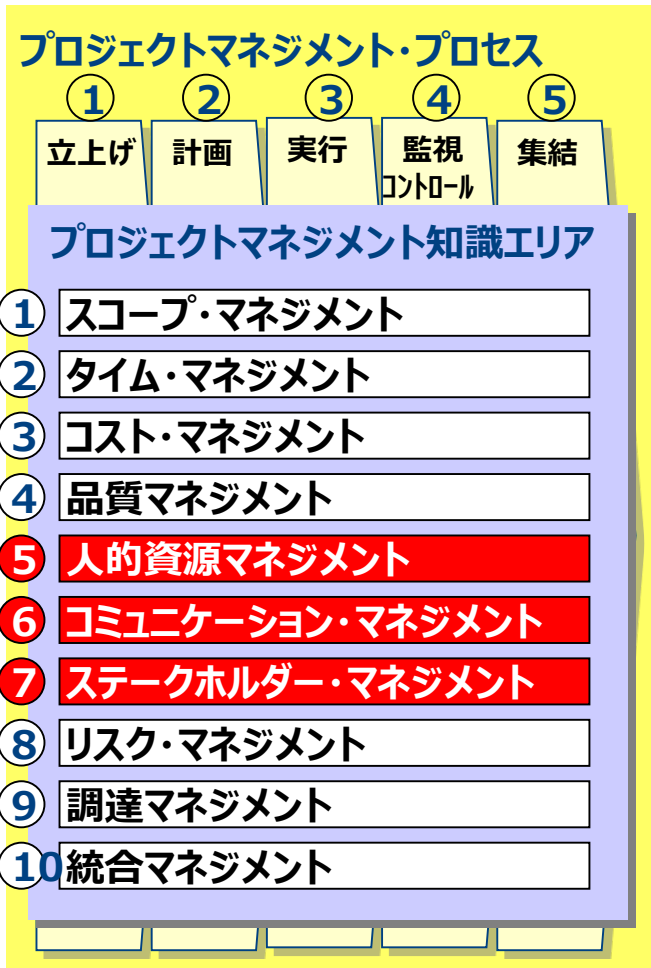 プロジェクトマネジメント・プロセス
① ② ③ ④ ⑤
立上げ 計画 実行 監視 集結
コントロール
プロジェクトマネジメント知識エリア
① スコープ・マネジメント
② タイム・マネジメント
③ コスト・マネジメント
④ 品質マネジメント
⑤ 人的資源マネジメント
⑥ コミュニケーション・マネジメント
⑦ ステークホルダー・マネジメント
⑧ リスク・マネジメント
⑨ 調達マネジメント
10 統合マネジメント